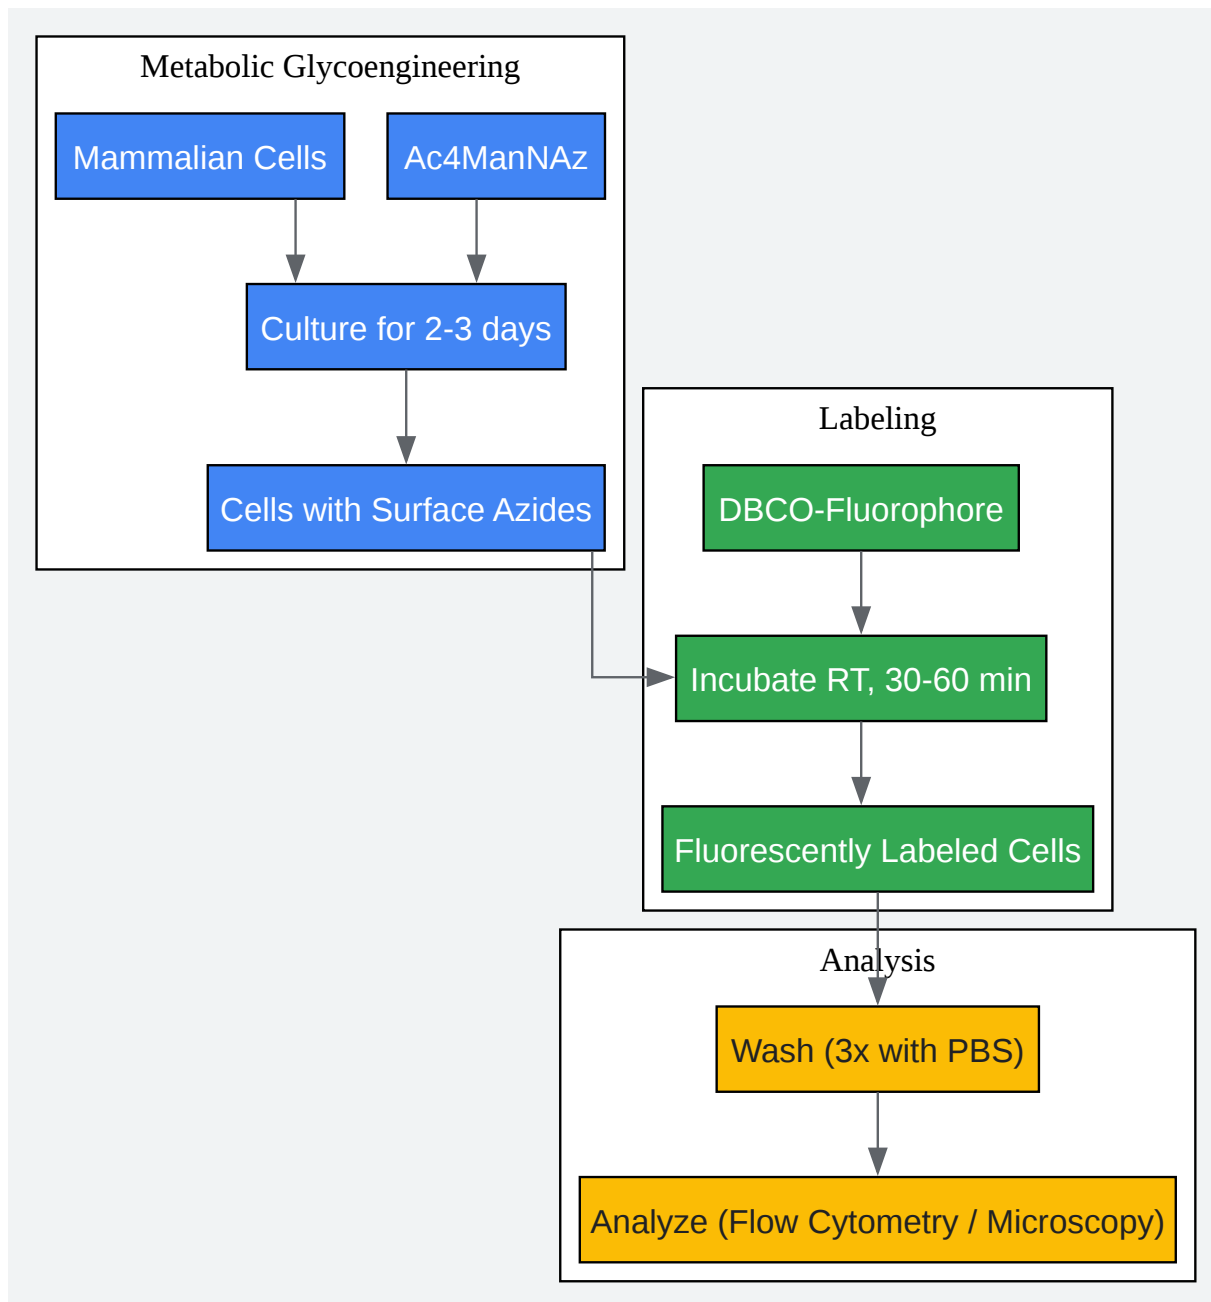 Metabolic Glycoengineering
Mammalian Cells
Ac4ManNAz
Culture for 2-3 days
Cells with Surface Azides
Labeling
DBCO-Fluorophore
Incubate RT, 30-60 min
Fluorescently Labeled Cells
Analysis
Wash (3x with PBS)
Analyze (Flow Cytometry / Microscopy)